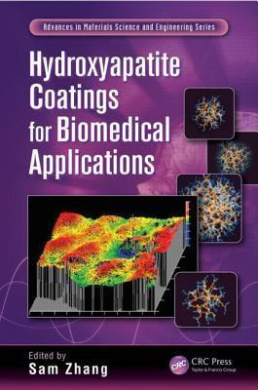 Advances in Materials Science and Engineering Series
Hydroxyapatite
Coatings
for Biomedical
Applications
Edited by
Sam Zhang
CRC
CRC Press
Taylor & Francis Group